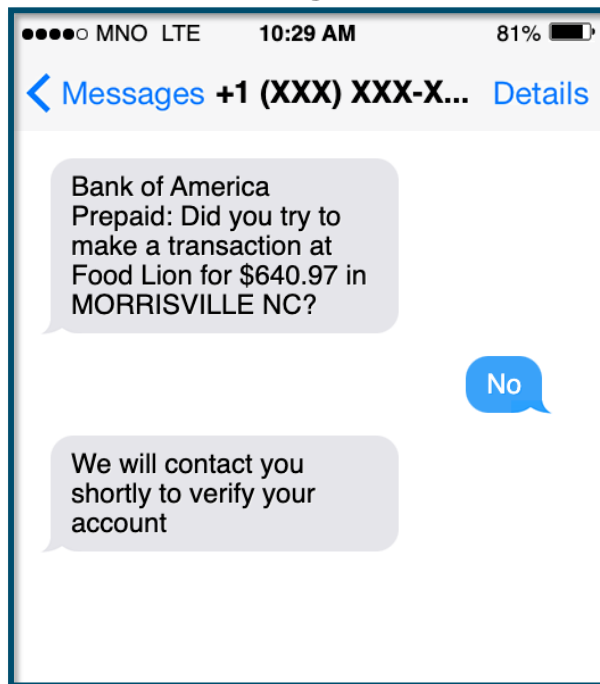 ●●●●○ MNO LTE 10:29 AM 81%
Messages +1 (XXX) XXX-X... Details
Bank of America
Prepaid: Did you try to
make a transaction at
Food Lion for $640.97 in
MORRISVILLE NC?
No
We will contact you
shortly to verify your
account